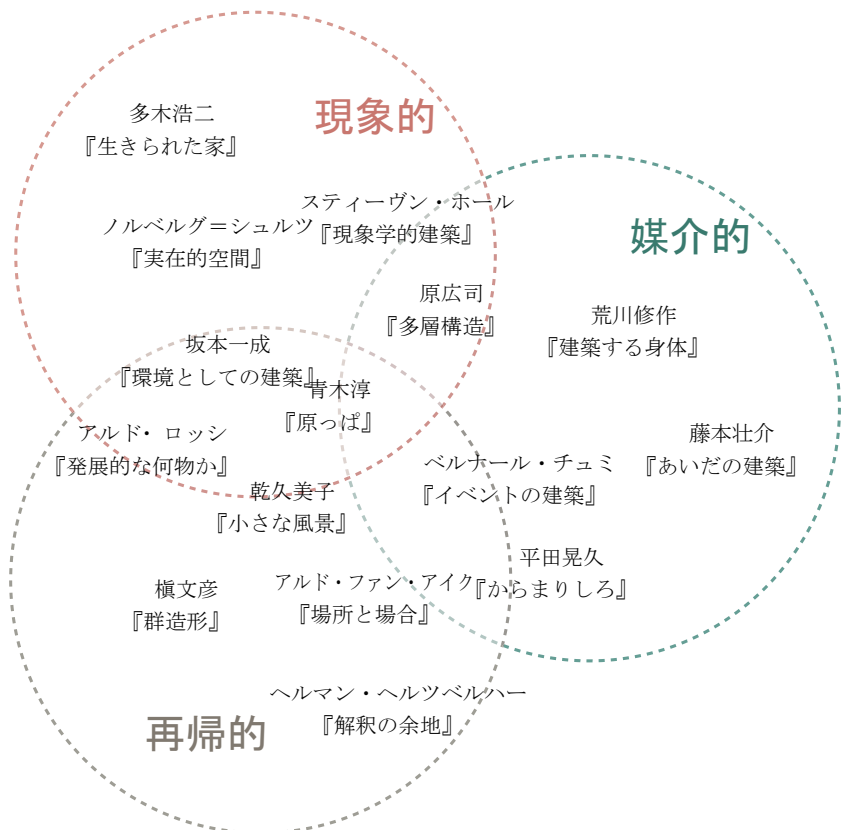 現象的
多木浩二
『生きられた家』
スティーヴン・ホール
『現象学的建築』
ノルベルグ＝シュルツ
『実在的空間』
媒介的
原広司
『多層構造』
荒川修作
『建築する身体』
坂本一成
『環境としての建築』
青木淳
『原っぱ』
アルド・ロッシ
『発展的な何物か』
藤本壮介
『あいだの建築』
ベルナール・チュミ
『イベントの建築』
乾久美子
『小さな風景』
平田晃久
『からまりしろ』
槇文彦
『群造形』
アルド・ファン・アイク
『場所と場合』
ヘルマン・ヘルツベルハー
『解釈の余地』
再帰的